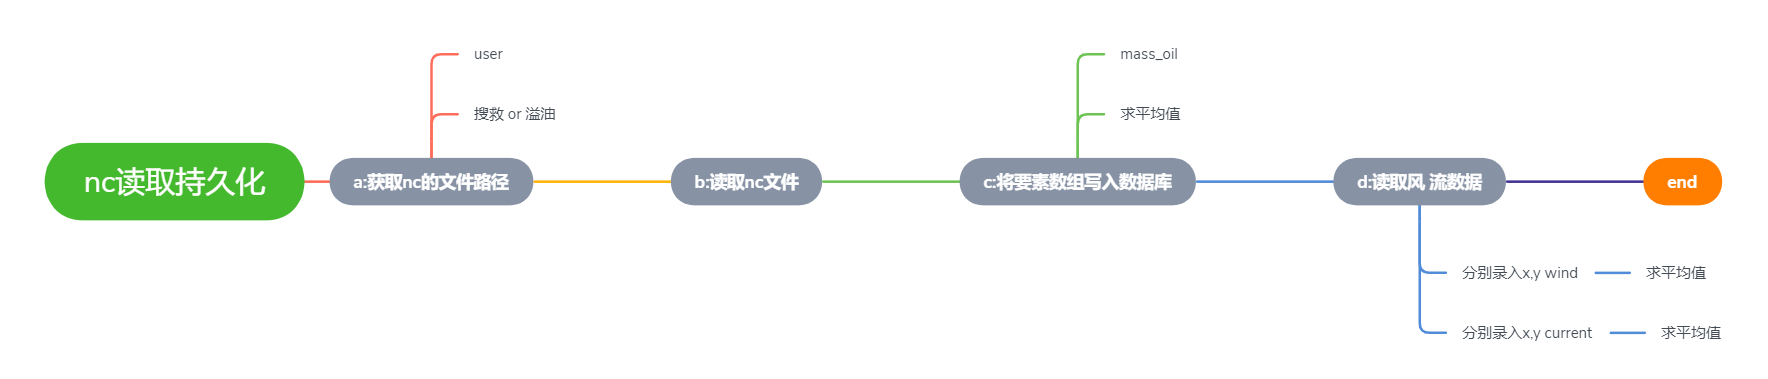 nc读取持久化
user
搜救 or 溢油
a:获取nc的文件路径
b:读取nc文件
mass_oil
求平均值
c:将要素数组写入数据库
d:读取风 流数据
分别录入x,y wind
求平均值
分别录入x,y current
求平均值
end